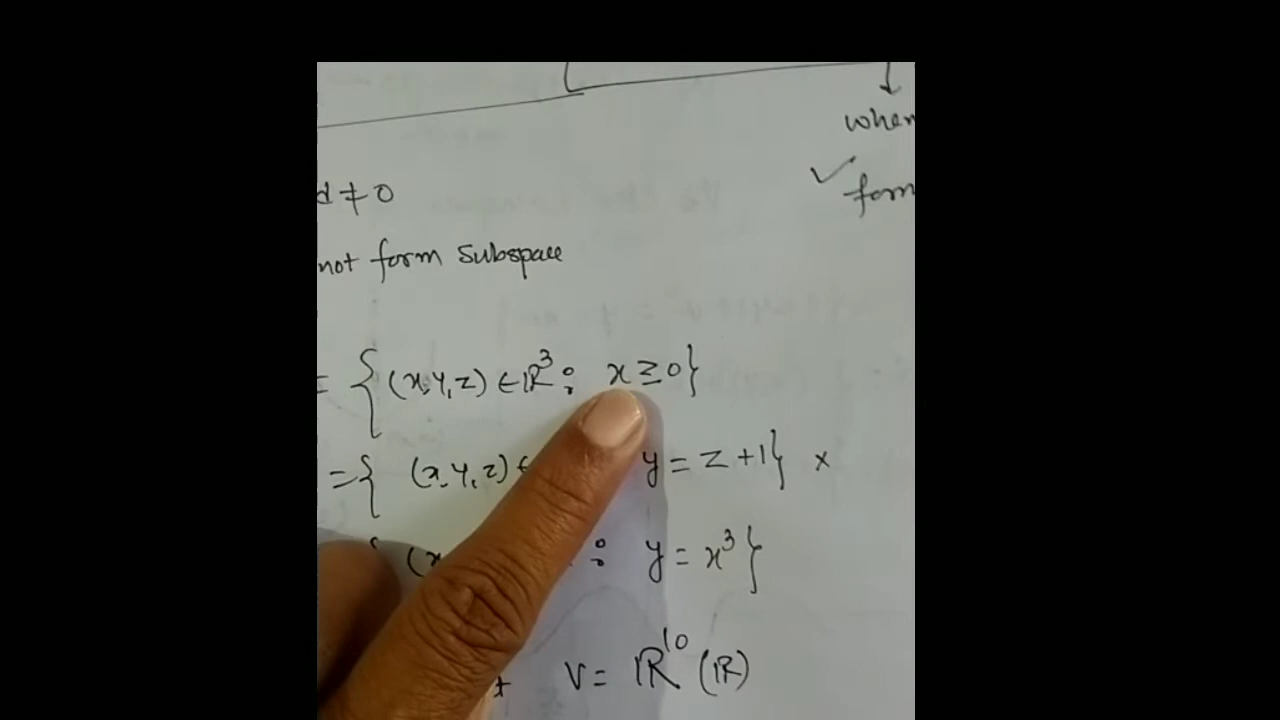 when
✓ form
d ≠ 0
not form subspace
= { (x,y,z) ∈ ℝ³ : x ≥ 0}
= { (x,y,z) ∈ y = z + 1} ×
{ (x : y = x³}
V = ℝ¹⁰ (ℝ)